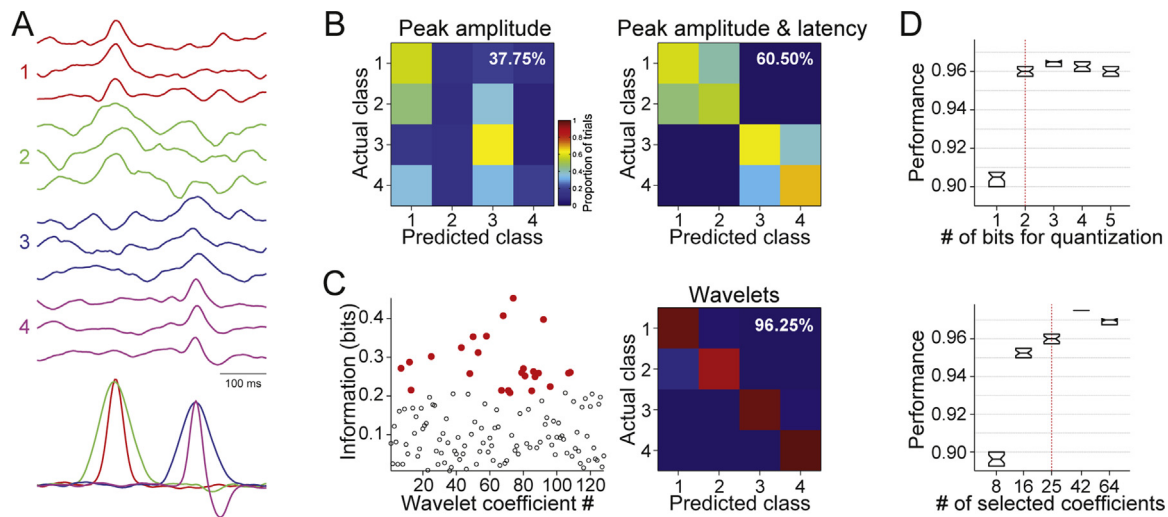 A
1
2
3
4
100 ms
B
Peak amplitude
37.75%
Actual class
1
2
3
4
1 2 3 4
Predicted class
1
0.8
0.6
0.4
0.2
0
Proportion of trials
Peak amplitude & latency
60.50%
Actual class
1
2
3
4
1 2 3 4
Predicted class
C
Information (bits)
0.4
0.3
0.2
0.1
20 40 60 80 100 120
Wavelet coefficient #
Wavelets
96.25%
Actual class
1
2
3
4
1 2 3 4
Predicted class
D
Performance
0.96
0.94
0.92
0.90
1 2 3 4 5
# of bits for quantization
Performance
0.96
0.94
0.92
0.90
8 16 25 42 64
# of selected coefficients